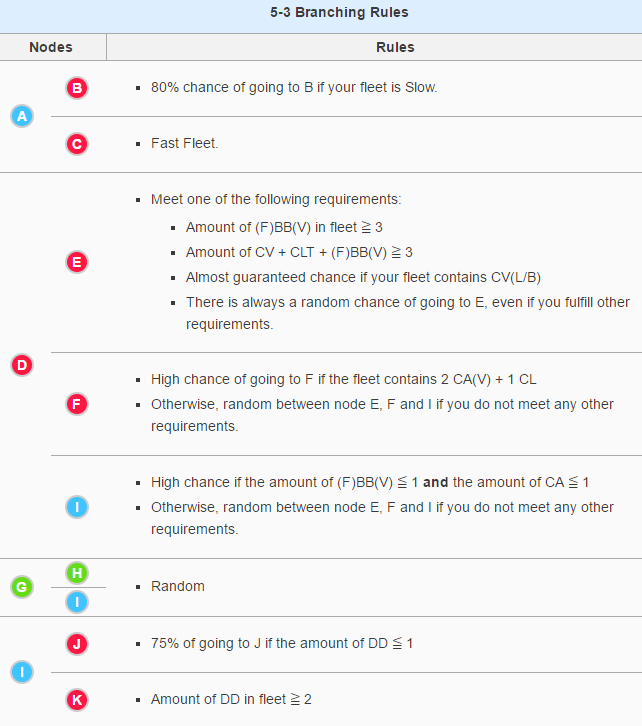 5-3 Branching Rules
Nodes
Rules
A
B
80% chance of going to B if your fleet is Slow.
C
Fast Fleet.
D
E
Meet one of the following requirements:
Amount of (F)BB(V) in fleet ≧ 3
Amount of CV + CLT + (F)BB(V) ≧ 3
Almost guaranteed chance if your fleet contains CV(L/B)
There is always a random chance of going to E, even if you fulfill other
requirements.
F
High chance of going to F if the fleet contains 2 CA(V) + 1 CL
Otherwise, random between node E, F and I if you do not meet any other
requirements.
I
High chance if the amount of (F)BB(V) ≦ 1 and the amount of CA ≦ 1
Otherwise, random between node E, F and I if you do not meet any other
requirements.
G
H
I
Random
I
J
75% of going to J if the amount of DD ≦ 1
K
Amount of DD in fleet ≧ 2